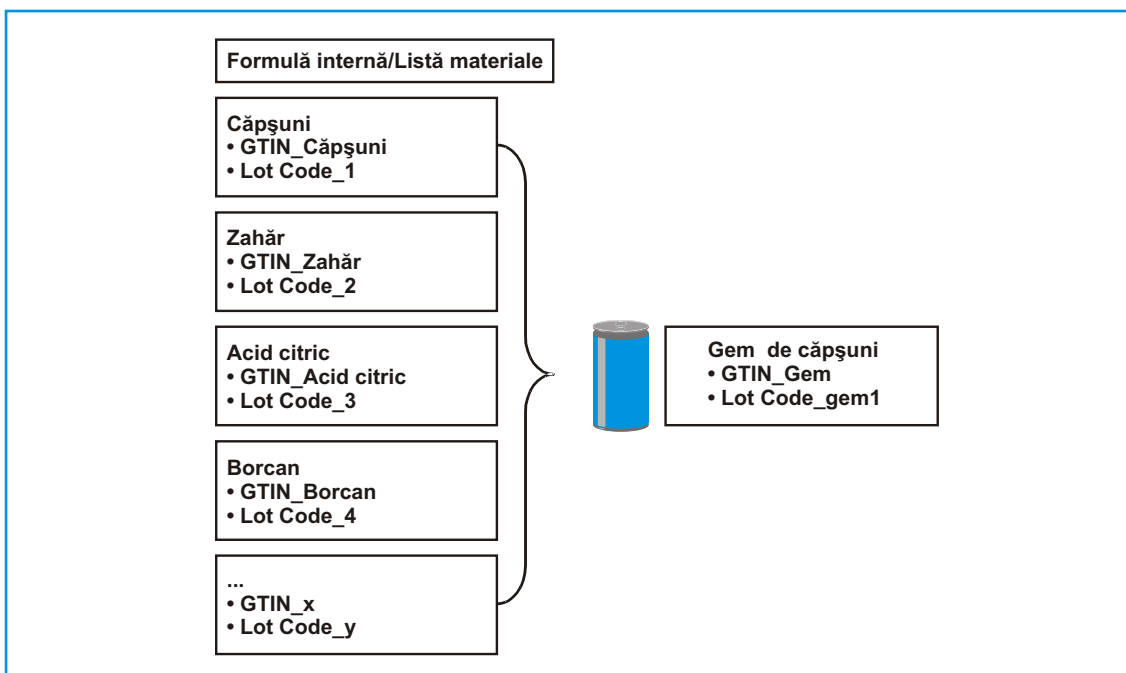 Formulă internă/Listă materiale
Căpşuni
• GTIN_Căpşuni
• Lot Code_1
Zahăr
• GTIN_Zahăr
• Lot Code_2
Acid citric
• GTIN_Acid citric
• Lot Code_3
Borcan
• GTIN_Borcan
• Lot Code_4
...
• GTIN_x
• Lot Code_y
Gem de căpşuni
• GTIN_Gem
• Lot Code_gem1